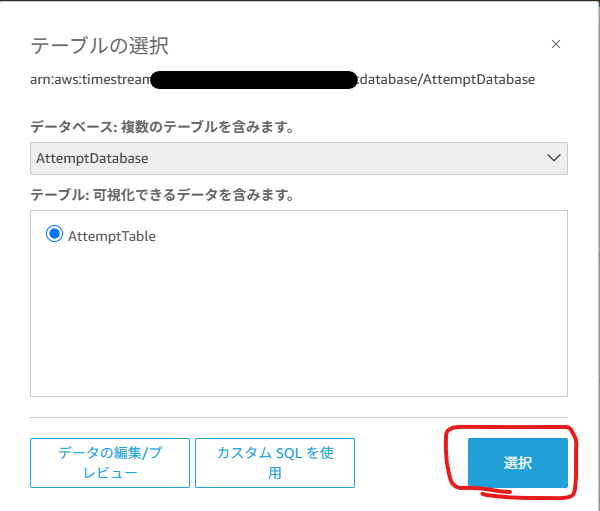 テーブルの選択
arn:aws:timestream
:database/AttemptDatabase
データベース: 複数のテーブルを含みます。
AttemptDatabase
テーブル: 可視化できるデータを含みます。
AttemptTable
データの編集/プ
レビュー
カスタム SQL を使
用
選択